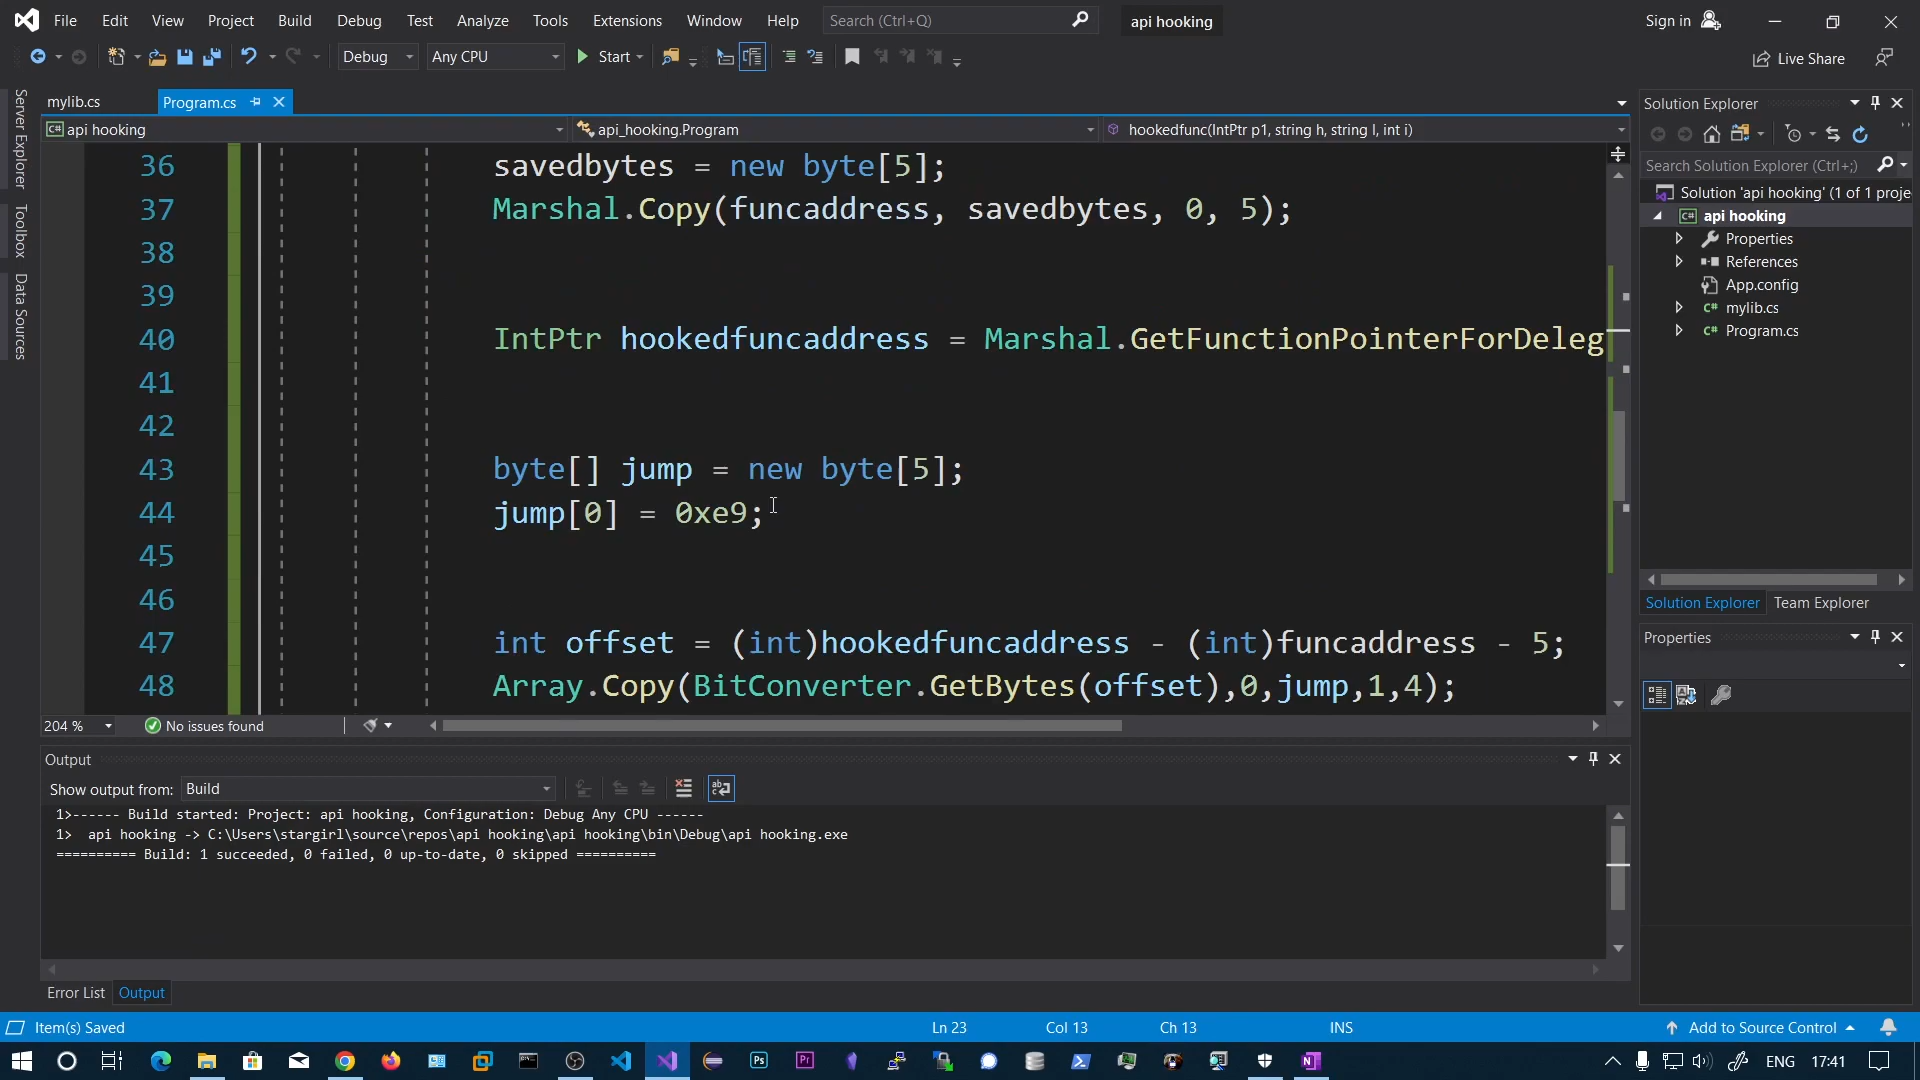 File Edit View Project Build Debug Test Analyze Tools Extensions Window Help Search (Ctrl+Q) api hooking Sign in
Debug Any CPU Start Live Share
Server Explorer
Toolbox
Data Sources
mylib.cs Program.cs
api hooking api_hooking.Program hookedfunc(IntPtr p1, string h, string l, int i)
36 savedbytes = new byte[5];
37 Marshal.Copy(funcaddress, savedbytes, 0, 5);
38
39
40 IntPtr hookedfuncaddress = Marshal.GetFunctionPointerForDeleg
41
42
43 byte[] jump = new byte[5];
44 jump[0] = 0xe9;
45
46
47 int offset = (int)hookedfuncaddress - (int)funcaddress - 5;
48 Array.Copy(BitConverter.GetBytes(offset),0,jump,1,4);
204 % No issues found
Output
Show output from: Build
1>------ Build started: Project: api hooking, Configuration: Debug Any CPU ------
1>  api hooking -> C:\Users\stargirl\source\repos\api hooking\api hooking\bin\Debug\api hooking.exe
========== Build: 1 succeeded, 0 failed, 0 up-to-date, 0 skipped ==========
Error List Output
Solution Explorer
Search Solution Explorer (Ctrl+;)
Solution 'api hooking' (1 of 1 proje
C# api hooking
Properties
References
App.config
C# mylib.cs
C# Program.cs
Solution Explorer Team Explorer
Properties
Item(s) Saved Ln 23 Col 13 Ch 13 INS Add to Source Control
Ps Pr N ENG 17:41